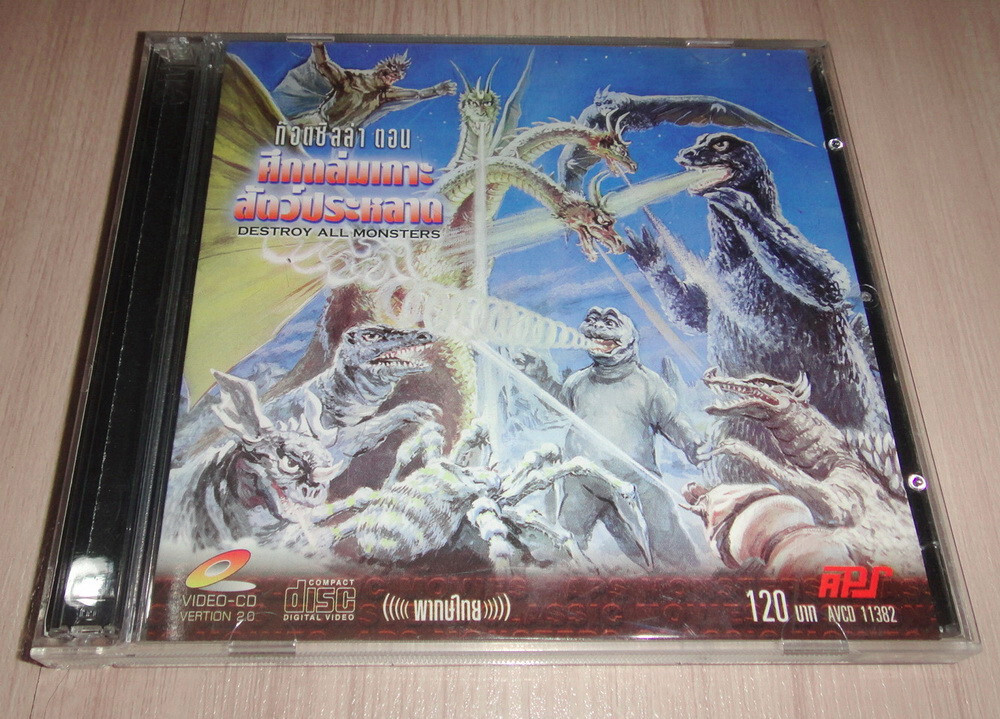 ก๊อตซิลล่า ตอน
ศึกถล่มเกาะ
สัตว์ประหลาด
DESTROY ALL MONSTERS
VIDEO-CD
VERTION 2.0
COMPACT
disc
DIGITAL VIDEO
พากษ์ไทย
APS
120 บาท AVCD 11382